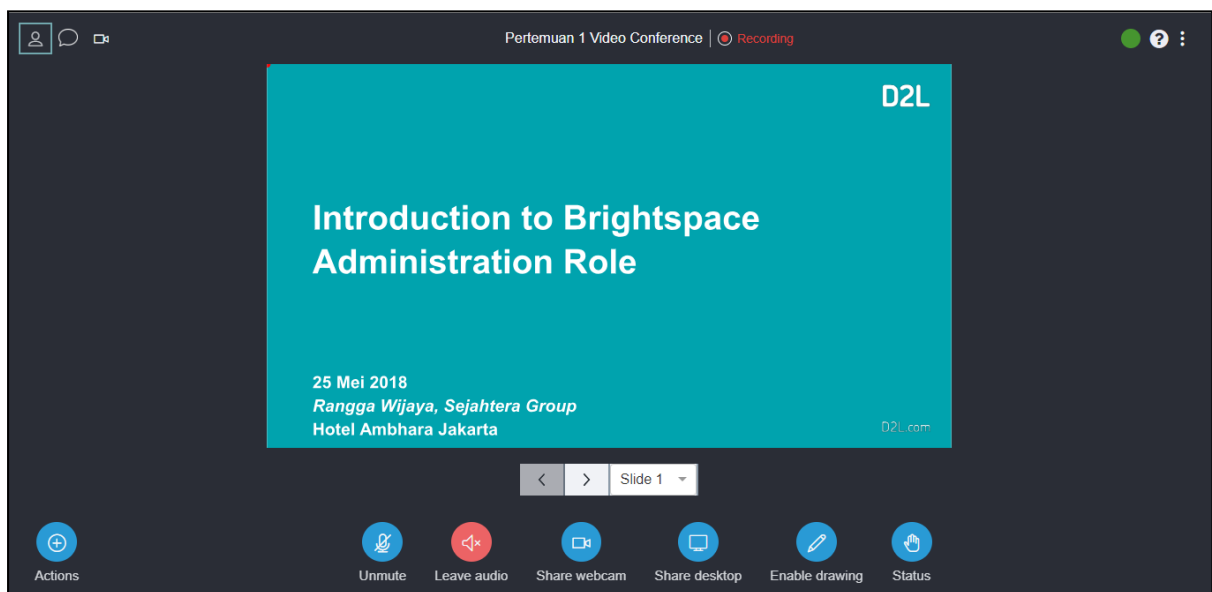 Pertemuan 1 Video Conference
Recording
D2L
Introduction to Brightspace
Administration Role
25 Mei 2018
Rangga Wijaya, Sejahtera Group
Hotel Ambhara Jakarta
D2L.com
Slide 1
Actions
Unmute
Leave audio
Share webcam
Share desktop
Enable drawing
Status